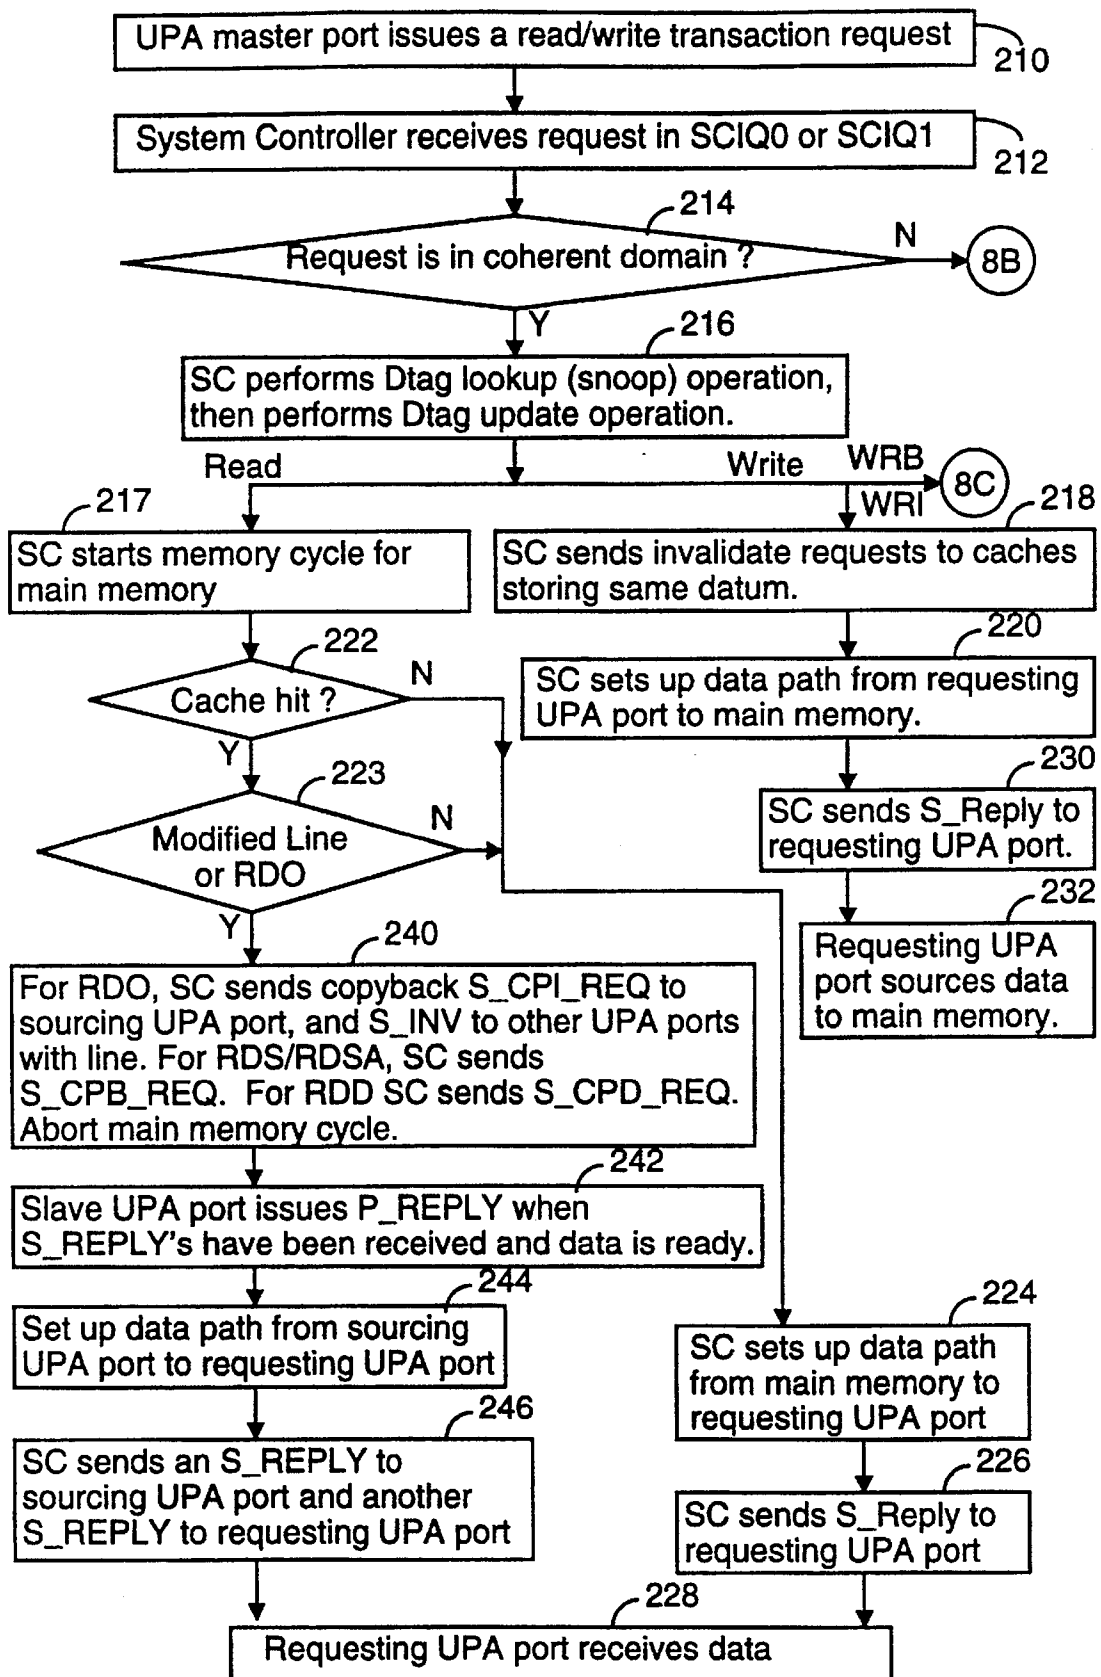 UPA master port issues a read/write transaction request
210
System Controller receives request in SCIQ0 or SCIQ1
212
214
Request is in coherent domain ?
N
8B
Y
216
SC performs Dtag lookup (snoop) operation,
then performs Dtag update operation.
Read
Write
WRB
8C
WRI
217
SC starts memory cycle for
main memory
218
SC sends invalidate requests to caches
storing same datum.
222
Cache hit ?
N
Y
220
SC sets up data path from requesting
UPA port to main memory.
223
Modified Line
or RDO
N
Y
230
SC sends S_Reply to
requesting UPA port.
232
Requesting UPA
port sources data
to main memory.
240
For RDO, SC sends copyback S_CPI_REQ to
sourcing UPA port, and S_INV to other UPA ports
with line. For RDS/RDSA, SC sends
S_CPB_REQ. For RDD SC sends S_CPD_REQ.
Abort main memory cycle.
242
Slave UPA port issues P_REPLY when
S_REPLY's have been received and data is ready.
244
Set up data path from sourcing
UPA port to requesting UPA port
224
SC sets up data path
from main memory to
requesting UPA port
246
SC sends an S_REPLY to
sourcing UPA port and another
S_REPLY to requesting UPA port
226
SC sends S_Reply to
requesting UPA port
228
Requesting UPA port receives data